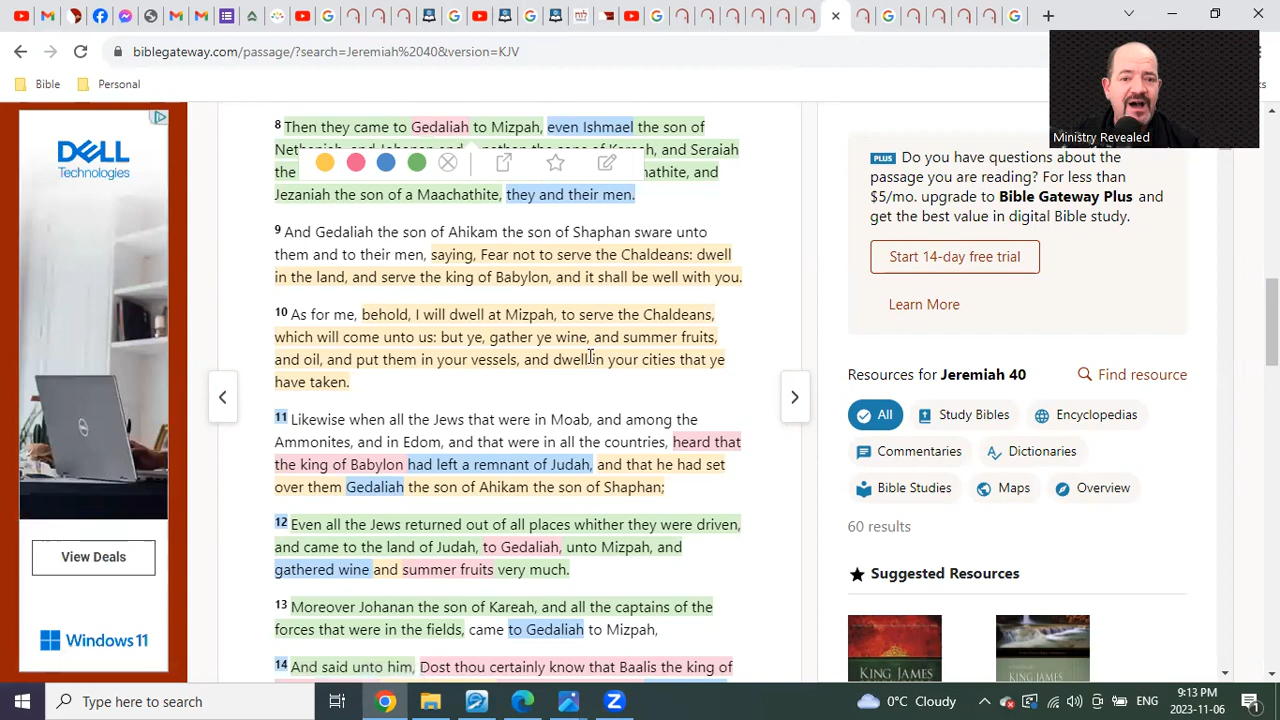 biblegateway.com/passage/?search=Jeremiah%2040&version=KJV
Bible
Personal
Ministry Revealed
DELL
Technologies
View Deals
Windows 11
8 Then they came to Gedaliah to Mizpah, even Ishmael the son of
and Seraiah
the
and
Jezaniah the son of a Maachathite, they and their men.
9 And Gedaliah the son of Ahikam the son of Shaphan sware unto
them and to their men, saying, Fear not to serve the Chaldeans: dwell
in the land, and serve the king of Babylon, and it shall be well with you.
10 As for me, behold, I will dwell at Mizpah, to serve the Chaldeans,
which will come unto us: but ye, gather ye wine, and summer fruits,
and oil, and put them in your vessels, and dwell in your cities that ye
have taken.
11 Likewise when all the Jews that were in Moab, and among the
Ammonites, and in Edom, and that were in all the countries, heard that
the king of Babylon had left a remnant of Judah, and that he had set
over them Gedaliah the son of Ahikam the son of Shaphan;
12 Even all the Jews returned out of all places whither they were driven,
and came to the land of Judah, to Gedaliah, unto Mizpah, and
gathered wine and summer fruits very much.
13 Moreover Johanan the son of Kareah, and all the captains of the
forces that were in the fields, came to Gedaliah to Mizpah,
14 And said unto him, Dost thou certainly know that Baalis the king of
PLUS Do you have questions about the
passage you are reading? For less than
$5/mo. upgrade to Bible Gateway Plus and
get the best value in digital Bible study.
Start 14-day free trial
Learn More
Resources for Jeremiah 40
Find resource
All
Study Bibles
Encyclopedias
Commentaries
Dictionaries
Bible Studies
Maps
Overview
60 results
Suggested Resources
KING JAMES
KING JAMES
Type here to search
0°C Cloudy
ENG
9:13 PM
2023-11-06
1